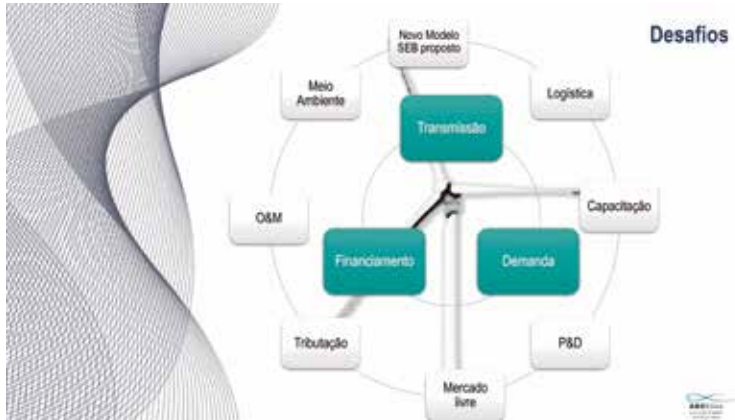 Desafios
Novo Modelo
SEB proposto
Meio
Ambiente
Logística
Transmissão
O&M
Capacitação
Financiamento
Demanda
Tributação
P&D
Mercado
livre